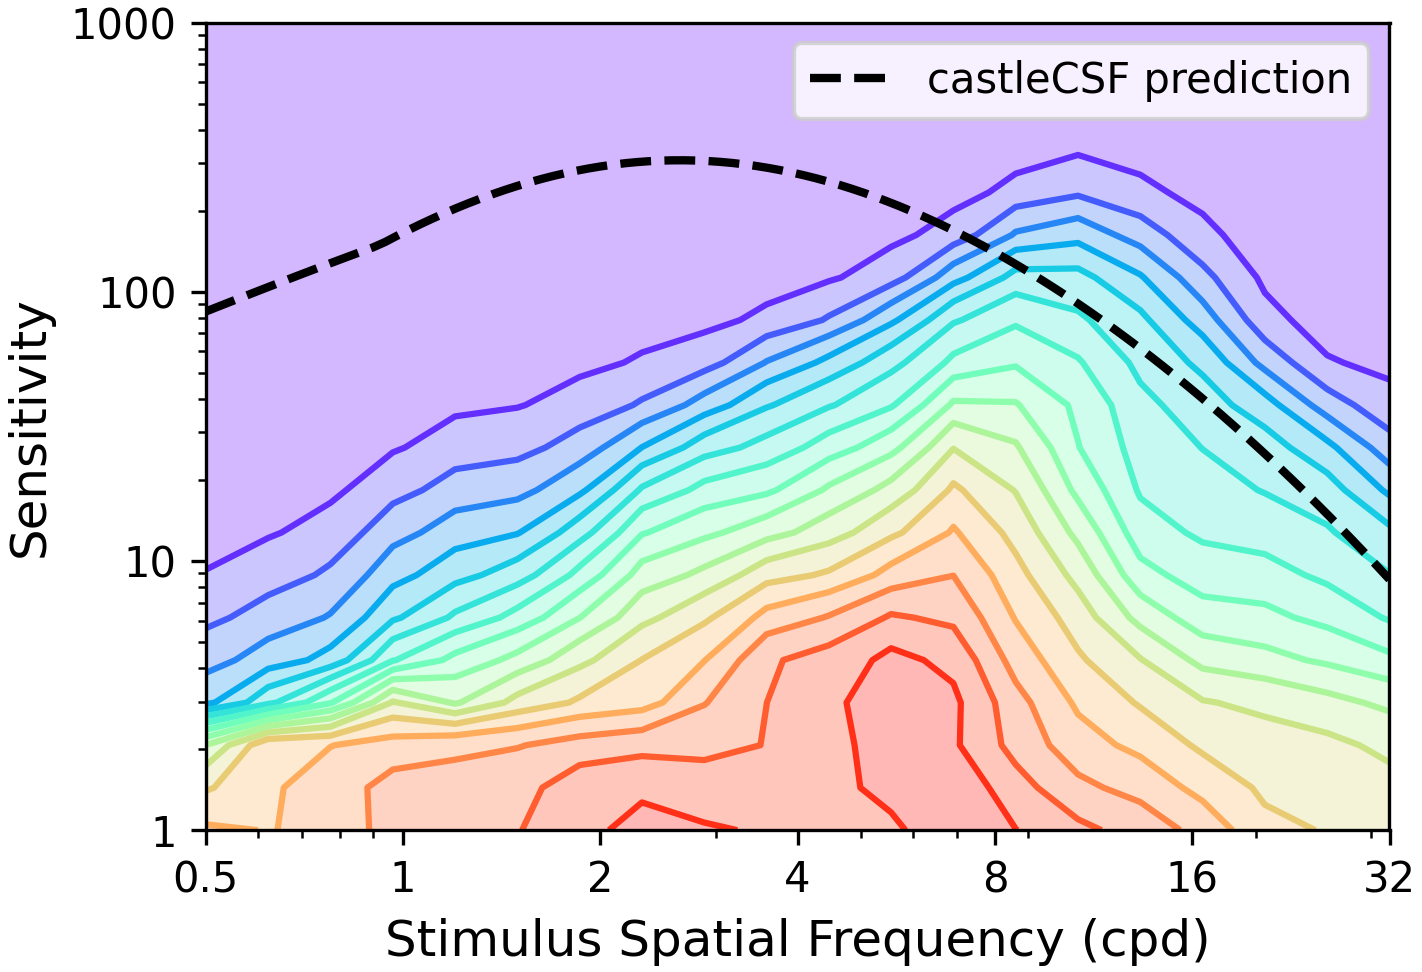 1000
castleCSF prediction
100
Sensitivity
10
1
0.5 1 2 4 8 16 32
Stimulus Spatial Frequency (cpd)